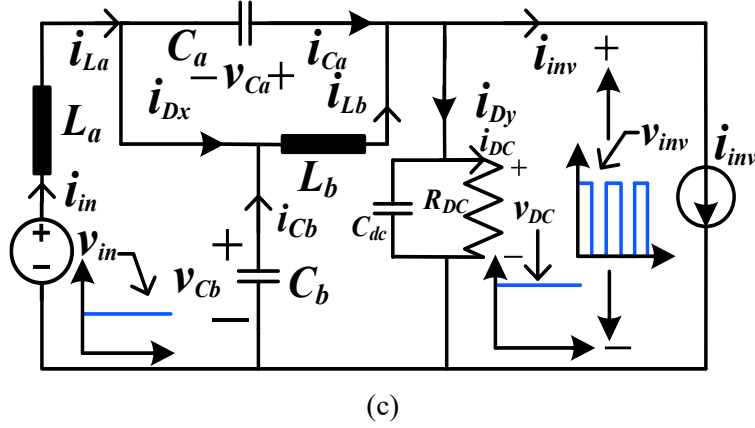 i_La
C_a
i_Ca
i_inv
− v_Ca +
i_Dx
i_Lb
i_Dy
+
L_a
L_b
i_DC
v_inv
i_inv
i_in
R_DC
+
C_dc
v_DC
+
−
v_in
i_Cb
+
v_Cb
C_b
−
−
−
(c)